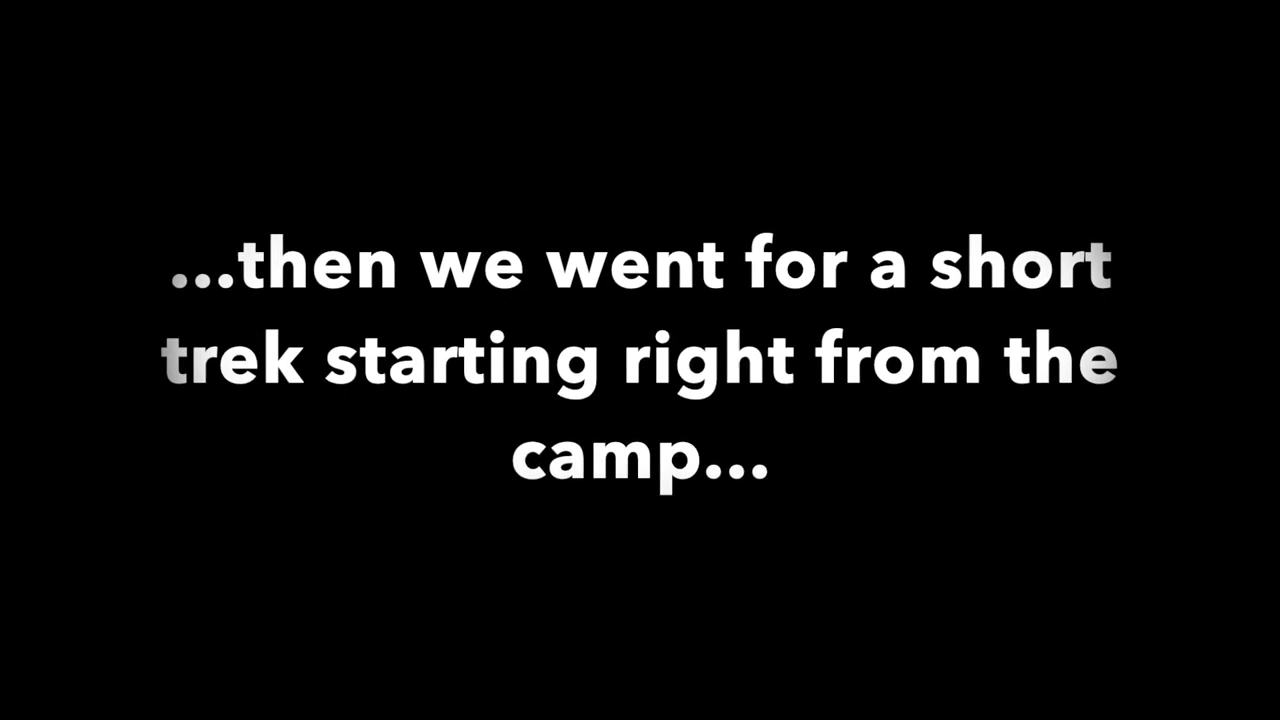 ...then we went for a short
trek starting right from the
camp...